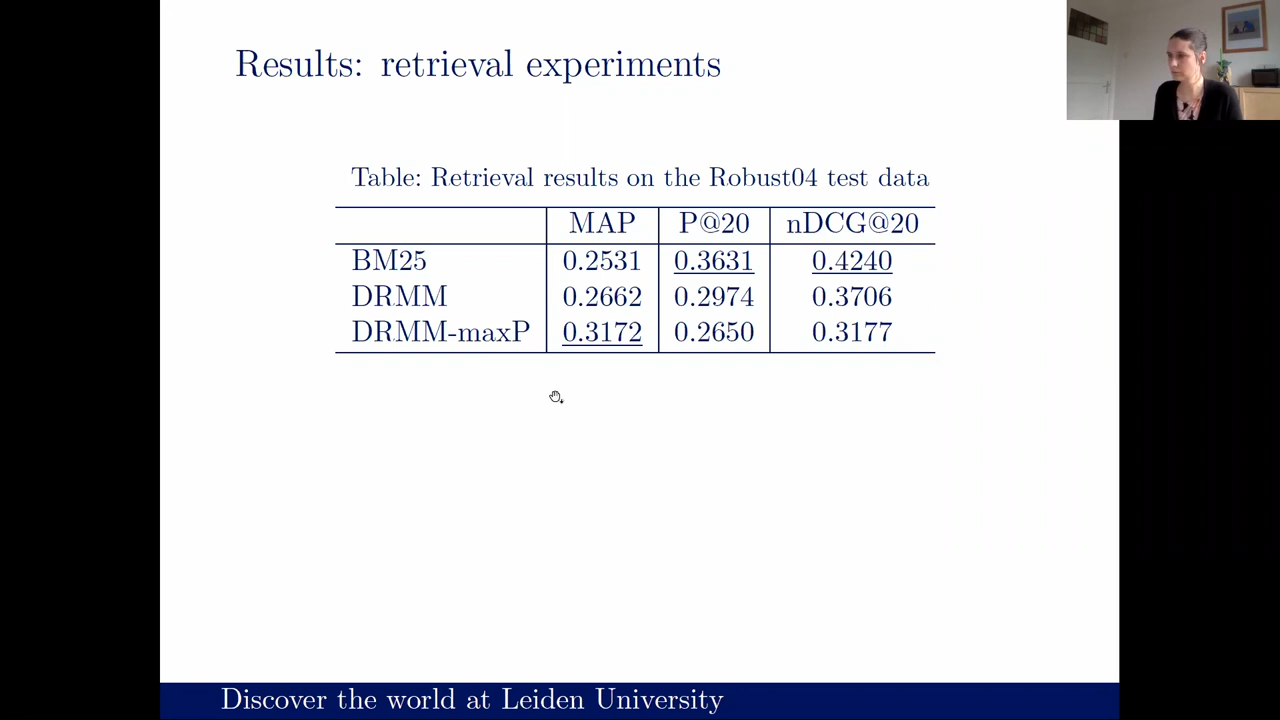 Results: retrieval experiments
Table: Retrieval results on the Robust04 test data
MAP P@20 nDCG@20
BM25 0.2531 0.3631 0.4240
DRMM 0.2662 0.2974 0.3706
DRMM-maxP 0.3172 0.2650 0.3177
Discover the world at Leiden University